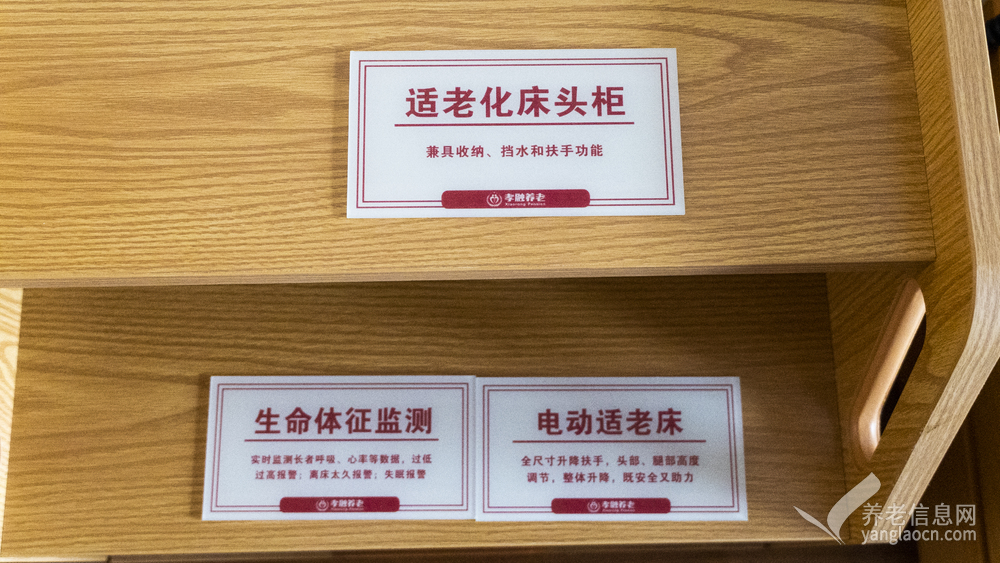 适老化床头柜
兼具收纳、挡水和扶手功能
孝融养老
生命体征监测
实时监测长者呼吸、心率等数据,过低
过高报警;离床太久报警;失眠报警
孝融养老
电动适老床
全尺寸升降扶手,头部、腿部高度
调节,整体升降,既安全又助力
孝融养老
养老信息网
yanglaocn.com